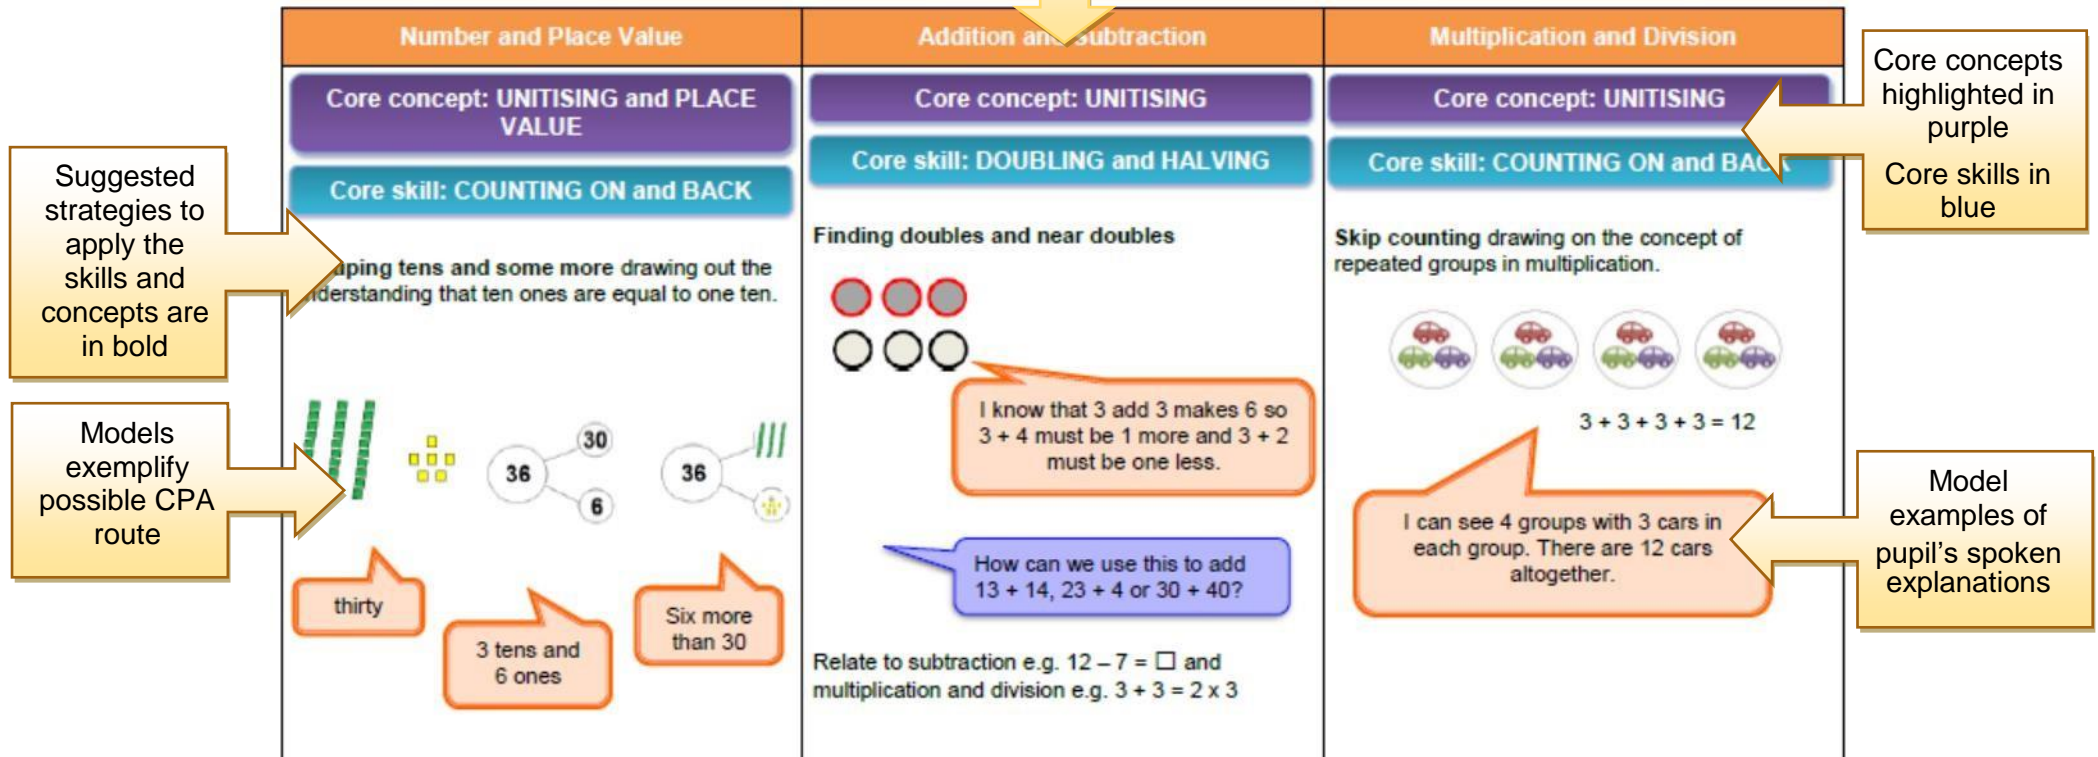 Number and Place Value
Core concept: UNITISING and PLACE
VALUE
Core skill: COUNTING ON and BACK
tens and some more drawing out the
that ten ones are equal to one ten.
36
30
6
36
thirty
3 tens and
6 ones
Six more
than 30
Addition and
Core concept: UNITISING
Core skill: DOUBLING and HALVING
Finding doubles and near doubles
I know that 3 add 3 makes 6 so
3 + 4 must be 1 more and 3 + 2
must be one less.
How can we use this to add
13 + 14, 23 + 4 or 30 + 40?
Relate to subtraction e.g. 12 – 7 = □ and
multiplication and division e.g. 3 + 3 = 2 x 3
Multiplication and Division
Core concept: UNITISING
Core skill: COUNTING ON and BACK
Skip counting drawing on the concept of
repeated groups in multiplication.
3 + 3 + 3 + 3 = 12
I can see 4 groups with 3 cars in
each group. There are 12 cars
altogether.
Suggested
strategies to
apply the
skills and
concepts are
in bold
Models
exemplify
possible CPA
route
Core concepts
highlighted in
purple
Core skills in
blue
Model
examples of
pupil's spoken
explanations